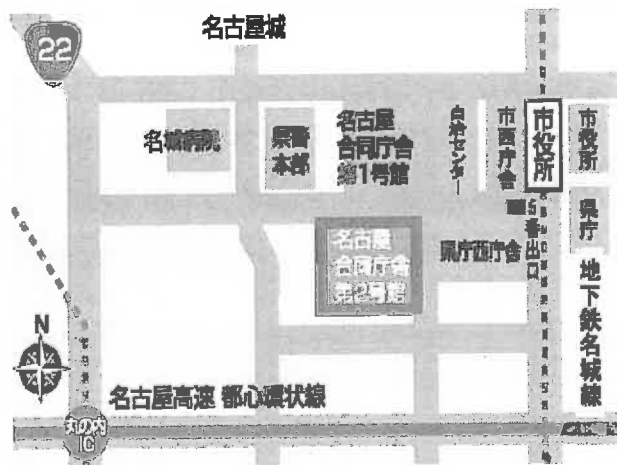 名古屋城
22
名城病院
県警
本部
名古屋
合同庁舎
第1号館
自治センター
市西庁舎
市役所
市役所
県庁
5番出口
名古屋
合同庁舎
第2号館
県庁西庁舎
地下鉄名城線
N
名古屋高速 都心環状線
丸の内
IC